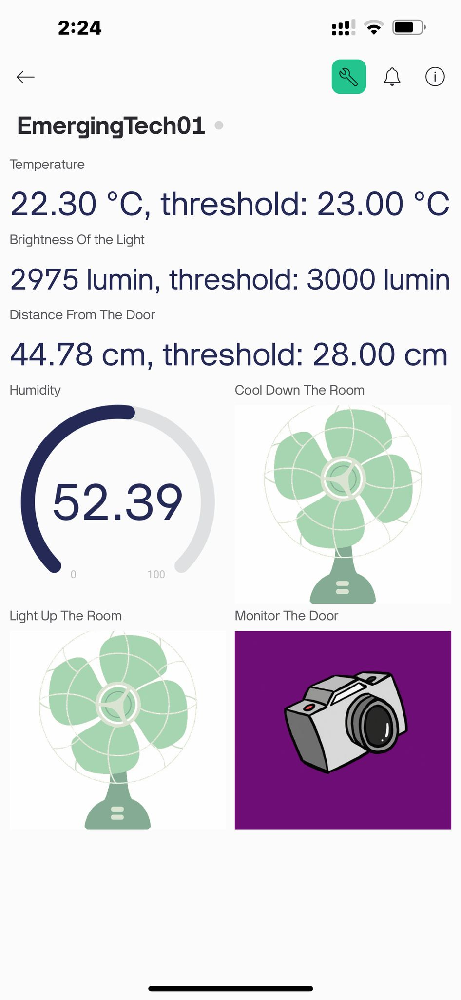 2:24
EmergingTech01
Temperature
22.30 °C, threshold: 23.00 °C
Brightness Of the Light
2975 lumin, threshold: 3000 lumin
Distance From The Door
44.78 cm, threshold: 28.00 cm
Humidity
Cool Down The Room
52.39
0
100
Light Up The Room
Monitor The Door